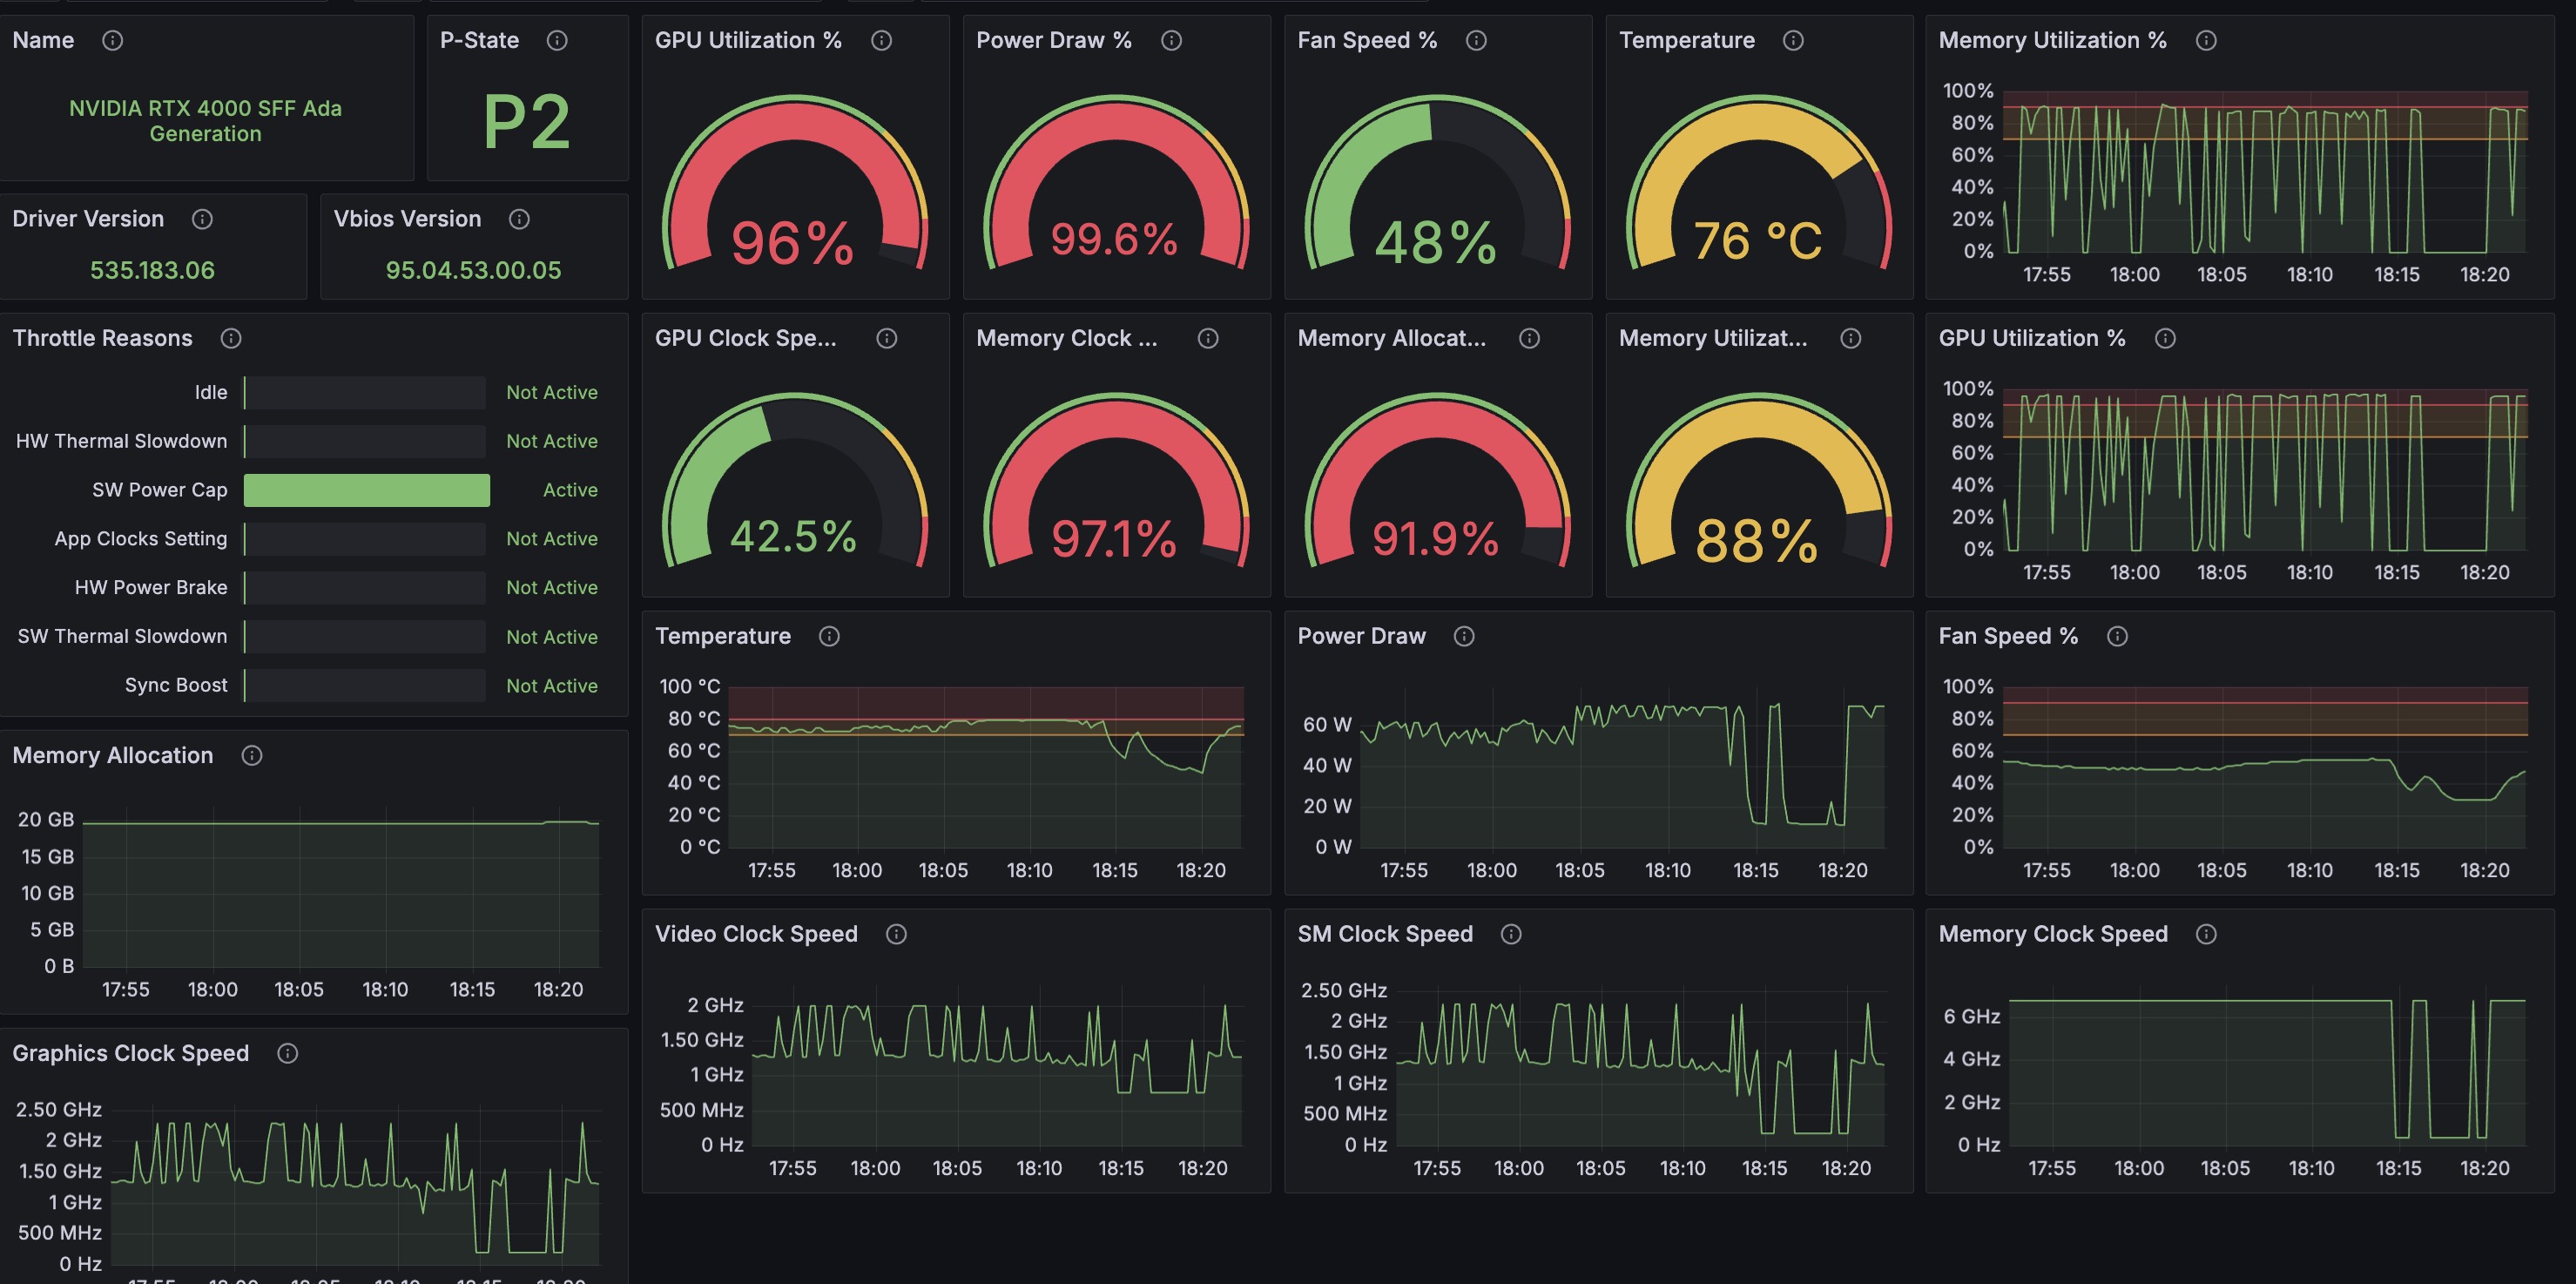 Name
NVIDIA RTX 4000 SFF Ada
Generation
P-State
P2
GPU Utilization %
96%
Power Draw %
99.6%
Fan Speed %
48%
Temperature
76 °C
Memory Utilization %
100%
80%
60%
40%
20%
0%
17:55 18:00 18:05 18:10 18:15 18:20
Driver Version
535.183.06
Vbios Version
95.04.53.00.05
Throttle Reasons
Idle Not Active
HW Thermal Slowdown Not Active
SW Power Cap Active
App Clocks Setting Not Active
HW Power Brake Not Active
SW Thermal Slowdown Not Active
Sync Boost Not Active
GPU Clock Spe...
42.5%
Memory Clock ...
97.1%
Memory Allocat...
91.9%
Memory Utilizat...
88%
GPU Utilization %
100%
80%
60%
40%
20%
0%
17:55 18:00 18:05 18:10 18:15 18:20
Temperature
100 °C
80 °C
60 °C
40 °C
20 °C
0 °C
17:55 18:00 18:05 18:10 18:15 18:20
Power Draw
60 W
40 W
20 W
0 W
17:55 18:00 18:05 18:10 18:15 18:20
Fan Speed %
100%
80%
60%
40%
20%
0%
17:55 18:00 18:05 18:10 18:15 18:20
Memory Allocation
20 GB
15 GB
10 GB
5 GB
0 B
17:55 18:00 18:05 18:10 18:15 18:20
Video Clock Speed
2 GHz
1.50 GHz
1 GHz
500 MHz
0 Hz
17:55 18:00 18:05 18:10 18:15 18:20
SM Clock Speed
2.50 GHz
2 GHz
1.50 GHz
1 GHz
500 MHz
0 Hz
17:55 18:00 18:05 18:10 18:15 18:20
Memory Clock Speed
6 GHz
4 GHz
2 GHz
0 Hz
17:55 18:00 18:05 18:10 18:15 18:20
Graphics Clock Speed
2.50 GHz
2 GHz
1.50 GHz
1 GHz
500 MHz
0 Hz